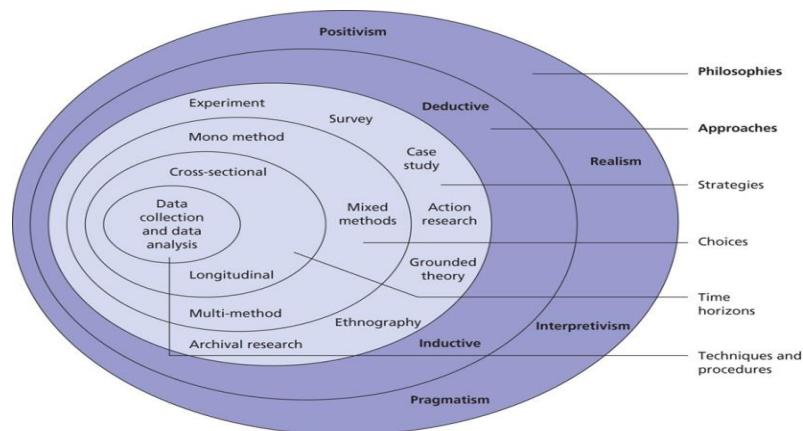 Positivism
Philosophies
Experiment
Deductive
Survey
Approaches
Mono method
Case
study
Realism
Cross-sectional
Strategies
Data
collection
and data
analysis
Mixed
methods
Action
research
Choices
Grounded
theory
Longitudinal
Time
horizons
Multi-method
Ethnography
Interpretivism
Archival research
Inductive
Techniques and
procedures
Pragmatism